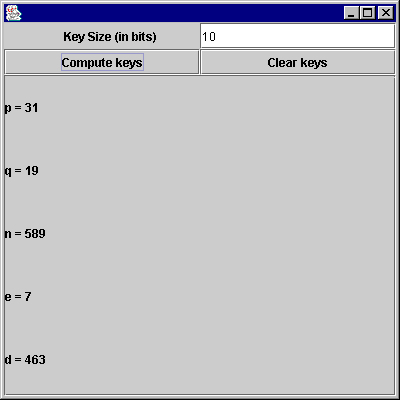 Key Size (in bits) 10
Compute keys Clear keys
p = 31
q = 19
n = 589
e = 7
d = 463